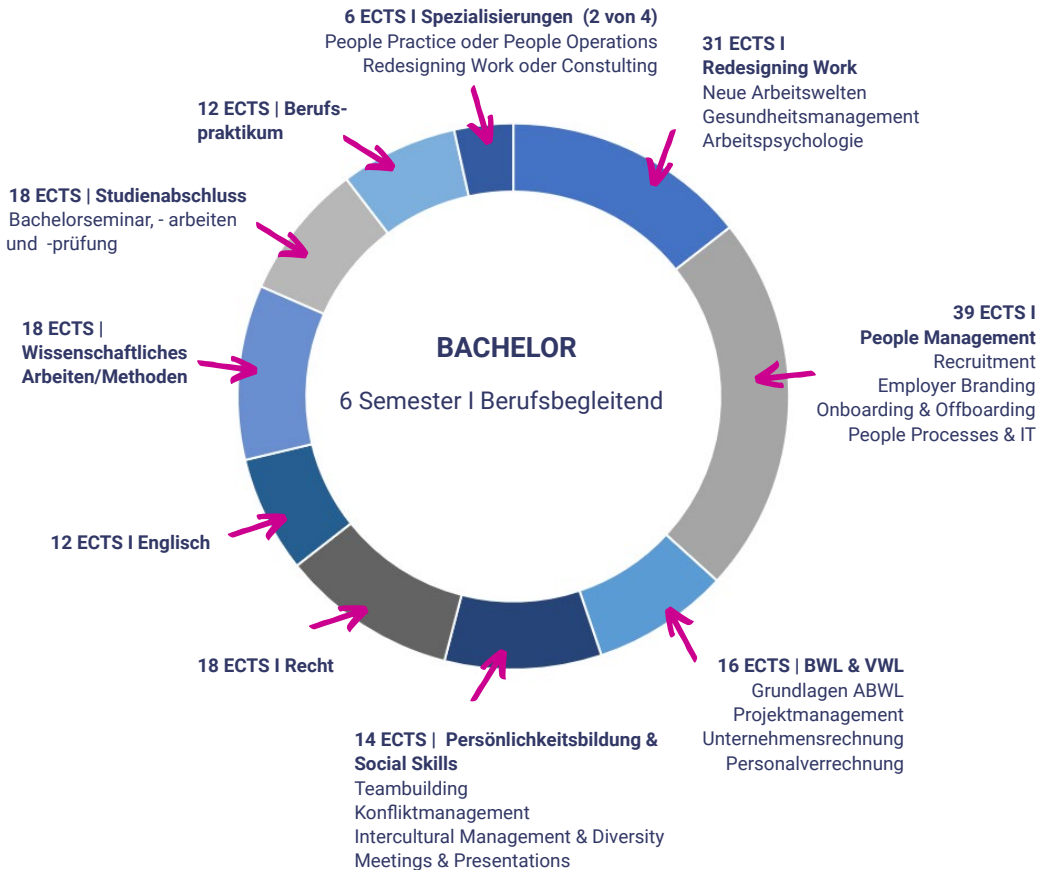 6 ECTS I Spezialisierungen (2 von 4)
People Practice oder People Operations
Redesigning Work oder Constulting
31 ECTS I
Redesigning Work
Neue Arbeitswelten
Gesundheitsmanagement
Arbeitspsychologie
39 ECTS I
People Management
Recruitment
Employer Branding
Onboarding & Offboarding
People Processes & IT
16 ECTS | BWL & VWL
Grundlagen ABWL
Projektmanagement
Unternehmensrechnung
Personalverrechnung
14 ECTS | Persönlichkeitsbildung &
Social Skills
Teambuilding
Konfliktmanagement
Intercultural Management & Diversity
Meetings & Presentations
18 ECTS I Recht
12 ECTS I Englisch
18 ECTS |
Wissenschaftliches
Arbeiten/Methoden
18 ECTS | Studienabschluss
Bachelorseminar, - arbeiten
und -prüfung
12 ECTS | Berufs-
praktikum
BACHELOR
6 Semester I Berufsbegleitend